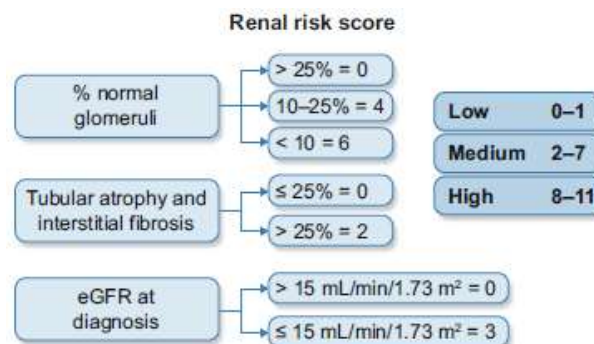 Renal risk score
% normal
glomeruli
> 25% = 0
10–25% = 4
< 10 = 6
Tubular atrophy and
interstitial fibrosis
≤ 25% = 0
> 25% = 2
eGFR at
diagnosis
> 15 mL/min/1.73 m² = 0
≤ 15 mL/min/1.73 m² = 3
Low 0–1
Medium 2–7
High 8–11